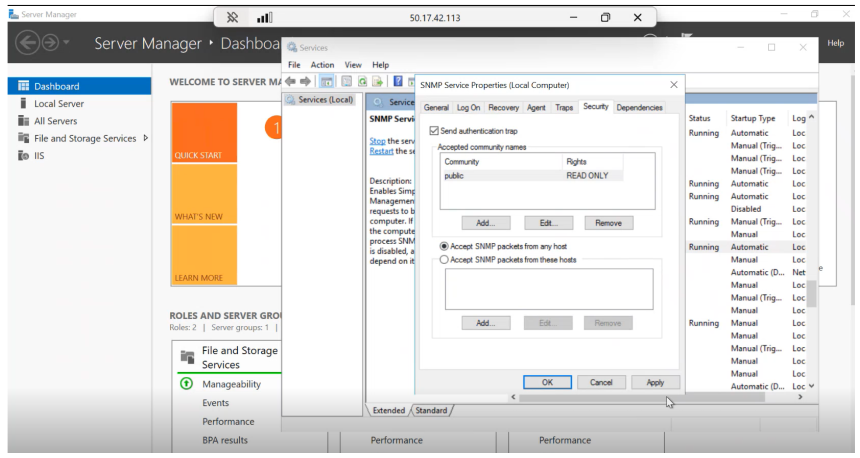 Server Manager
50.17.42.113
Server Manager • Dashboa
Help
Dashboard
Local Server
All Servers
File and Storage Services
IIS
WELCOME TO SERVER MA
1
QUICK START
WHAT'S NEW
LEARN MORE
ROLES AND SERVER GROU
Roles: 2 | Server groups: 1 |
File and Storage
Services
Manageability
Events
Performance
BPA results
Performance
Performance
Services
File Action View Help
Services (Local)
Service
SNMP Servi
Stop the serv
Restart the se
Description:
Enables Simp
Managemen
requests to b
computer. If
the compute
process SNM
is disabled, a
depend on it
Extended Standard
SNMP Service Properties (Local Computer)
General Log On Recovery Agent Traps Security Dependencies
Send authentication trap
Accepted community names
Community Rights
public READ ONLY
Add... Edit... Remove
Accept SNMP packets from any host
Accept SNMP packets from these hosts
Add... Edit... Remove
OK Cancel Apply
Status Startup Type Log
Running Automatic Loc
Manual (Trig... Loc
Manual (Trig... Loc
Manual (Trig... Loc
Running Automatic Loc
Running Automatic Loc
Disabled Loc
Running Manual (Trig... Loc
Manual Loc
Running Automatic Loc
Manual Loc
Automatic (D... Net
Manual Loc
Manual (Trig... Loc
Manual Loc
Running Manual Loc
Manual Loc
Manual (Trig... Loc
Manual Loc
Manual Loc
Automatic (D... Loc